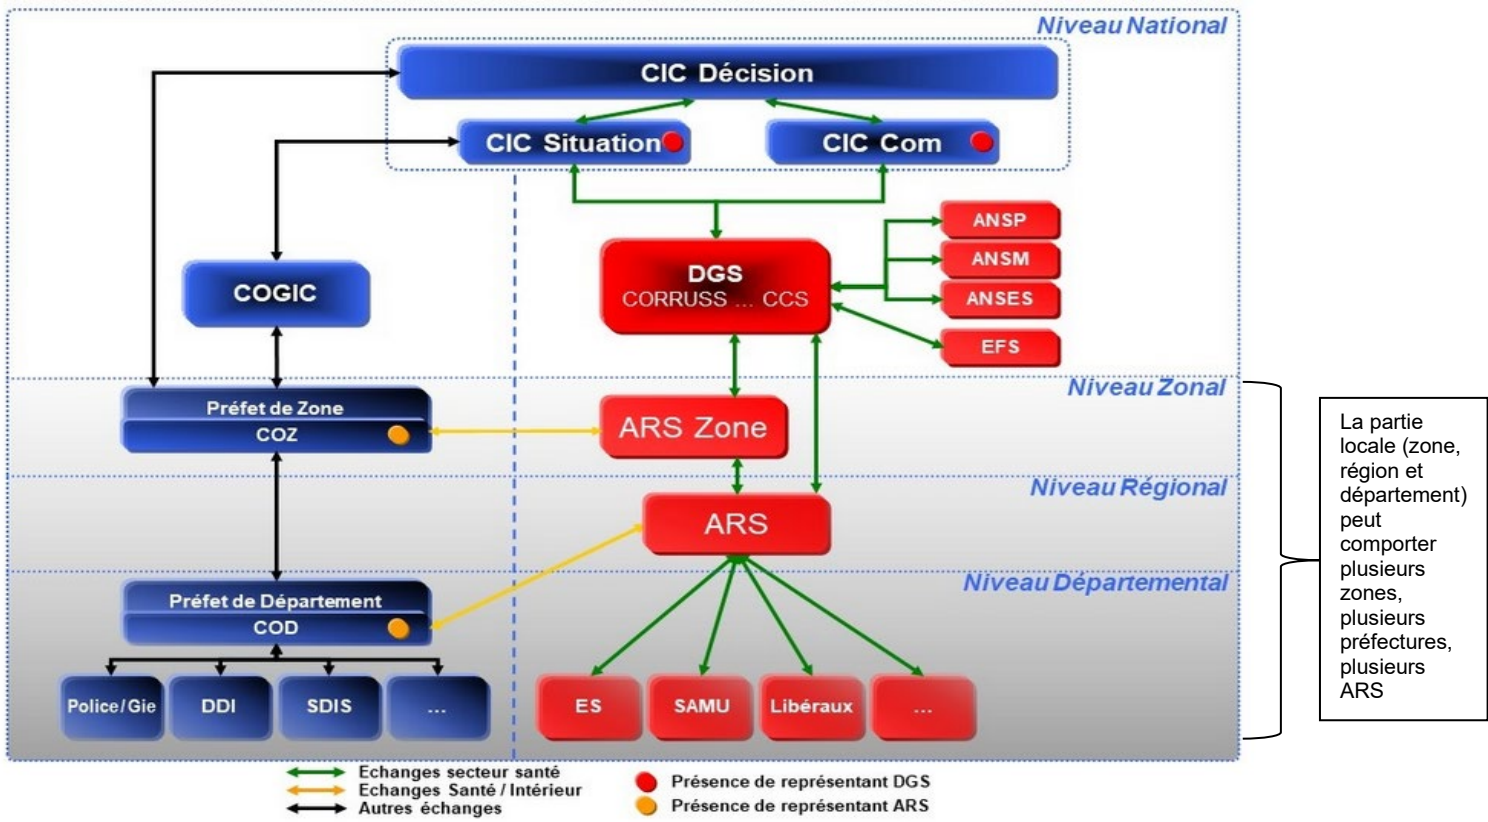 Niveau National
CIC Décision
CIC Situation
CIC Com
ANSP
ANSM
ANSES
EFS
DGS
CORRUSS ... CCS
COGIC
Niveau Zonal
Préfet de Zone
COZ
ARS Zone
Niveau Régional
ARS
Niveau Départemental
Préfet de Département
COD
Police/Gie
DDI
SDIS
...
ES
SAMU
Libéraux
...
La partie
locale (zone,
région et
département)
peut
comporter
plusieurs
zones,
plusieurs
préfectures,
plusieurs
ARS
Echanges secteur santé
Echanges Santé / Intérieur
Autres échanges
Présence de représentant DGS
Présence de représentant ARS